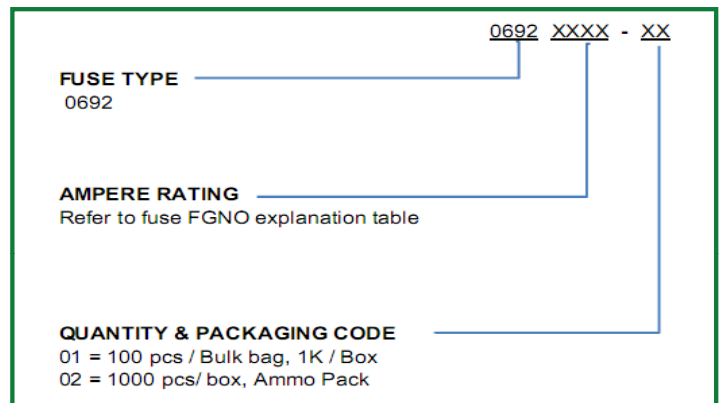 0692 XXXX - XX
FUSE TYPE
0692
AMPERE RATING
Refer to fuse FGNO explanation table
QUANTITY & PACKAGING CODE
01 = 100 pcs / Bulk bag, 1K / Box
02 = 1000 pcs/ box, Ammo Pack